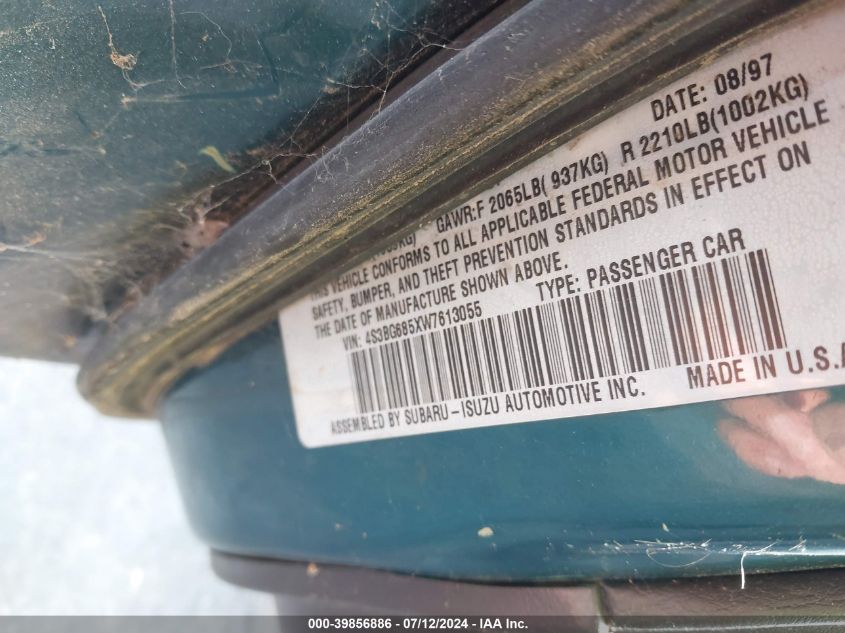 DATE: 08/97
GAWR:F 2065LB( 937KG) R 2210LB(1002KG)
THIS VEHICLE CONFORMS TO ALL APPLICABLE FEDERAL MOTOR VEHICLE
SAFETY, BUMPER, AND THEFT PREVENTION STANDARDS IN EFFECT ON
THE DATE OF MANUFACTURE SHOWN ABOVE.
VIN: 4S3BG685XW7613055 TYPE: PASSENGER CAR
ASSEMBLED BY SUBARU-ISUZU AUTOMOTIVE INC. MADE IN U.S.A
000-39856886 - 07/12/2024 - IAA Inc.